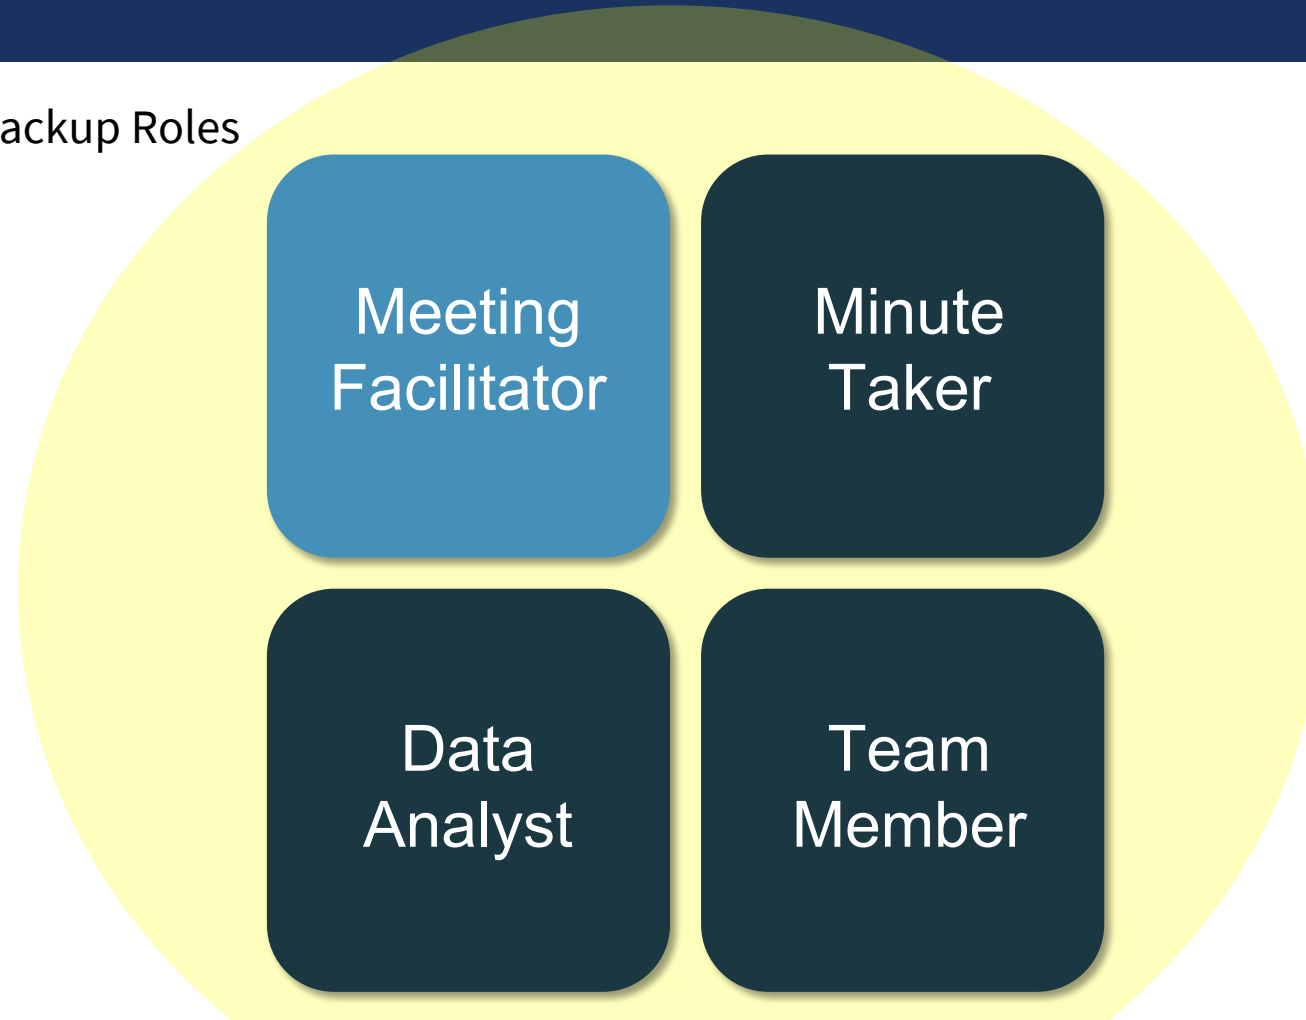 ackup Roles
Meeting
Facilitator
Minute
Taker
Data
Analyst
Team
Member